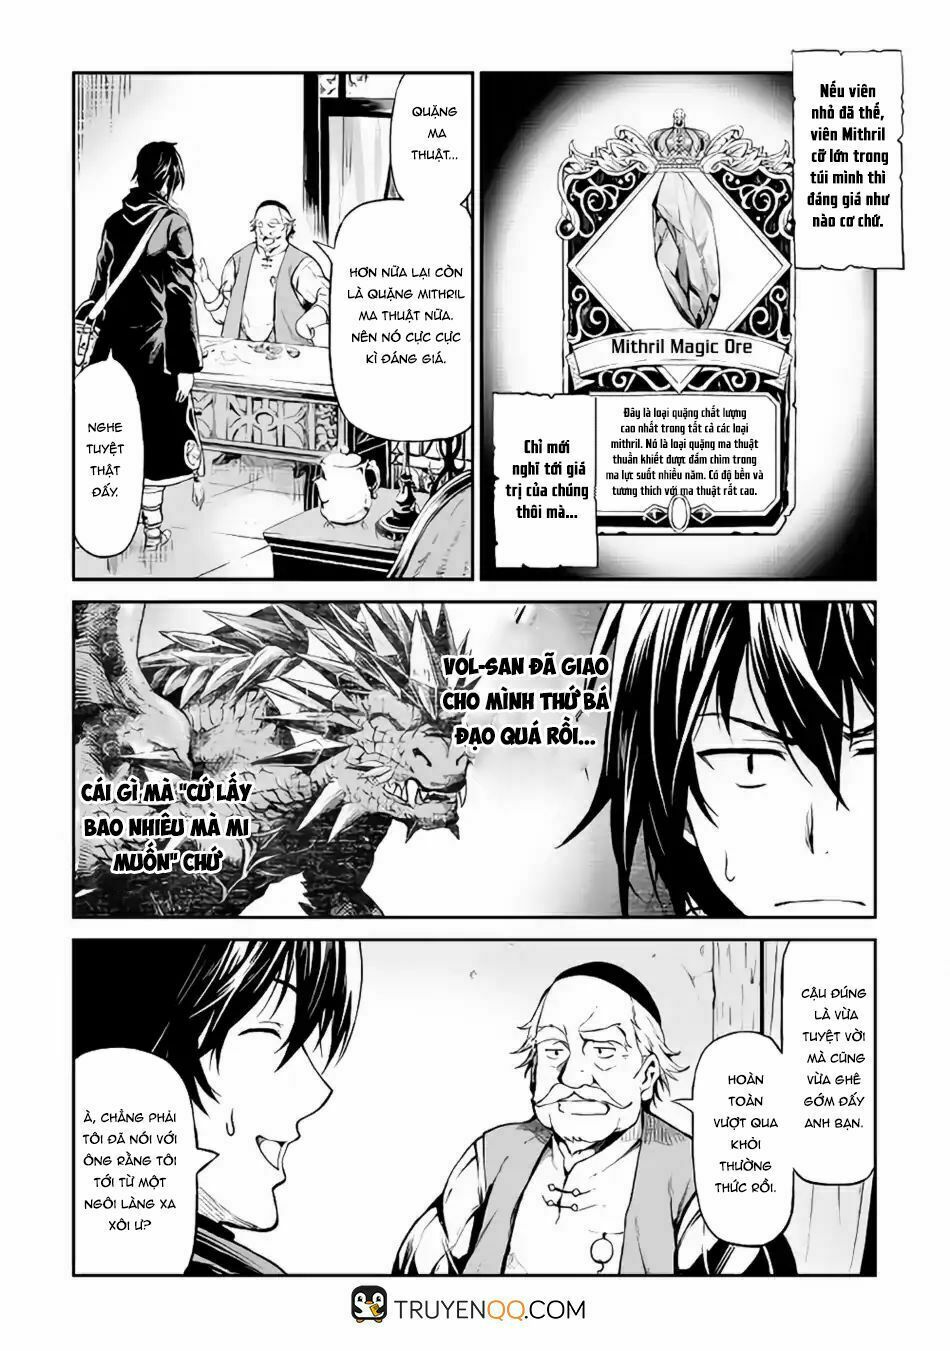 Nếu viên
nhỏ đã thế,
viên Mithril
cỡ lớn trong
túi mình thì
đáng giá như
nào cơ chứ.
Mithril Magic Ore
Đây là loại quặng chất lượng
cao nhất trong tất cả các loại
mithril. Nó là loại quặng ma thuật
thuần khiết được đắm chìm trong
ma lực suốt nhiều năm. Có độ bền và
tương thích với ma thuật rất cao.
Chỉ mới
nghĩ tới giá
trị của chúng
thôi mà...
QUẶNG
MA
THUẬT...
HƠN NỮA LẠI CÒN
LÀ QUẶNG MITHRIL
MA THUẬT NỮA.
NÊN NÓ CỰC CỰC
KÌ ĐÁNG GIÁ.
NGHE
TUYỆT
THẬT
ĐẤY.
VOL-SAN ĐÃ GIAO
CHO MÌNH THỨ BÁ
ĐẠO QUÁ RỒI...
CÁI GÌ MÀ "CỨ LẤY
BAO NHIÊU MÀ MI
MUỐN" CHỨ
CẬU ĐÚNG
LÀ VỪA
TUYỆT VỜI
MÀ CŨNG
VỪA GHÊ
GỚM ĐẤY
ANH BẠN.
HOÀN
TOÀN
VƯỢT QUA
KHỎI
THƯỜNG
THỨC RỒI.
À, CHẲNG PHẢI
TÔI ĐÃ NÓI VỚI
ÔNG RẰNG TÔI
TỚI TỪ MỘT
NGÔI LÀNG XA
XÔI Ư?
TRUYENQQ.COM